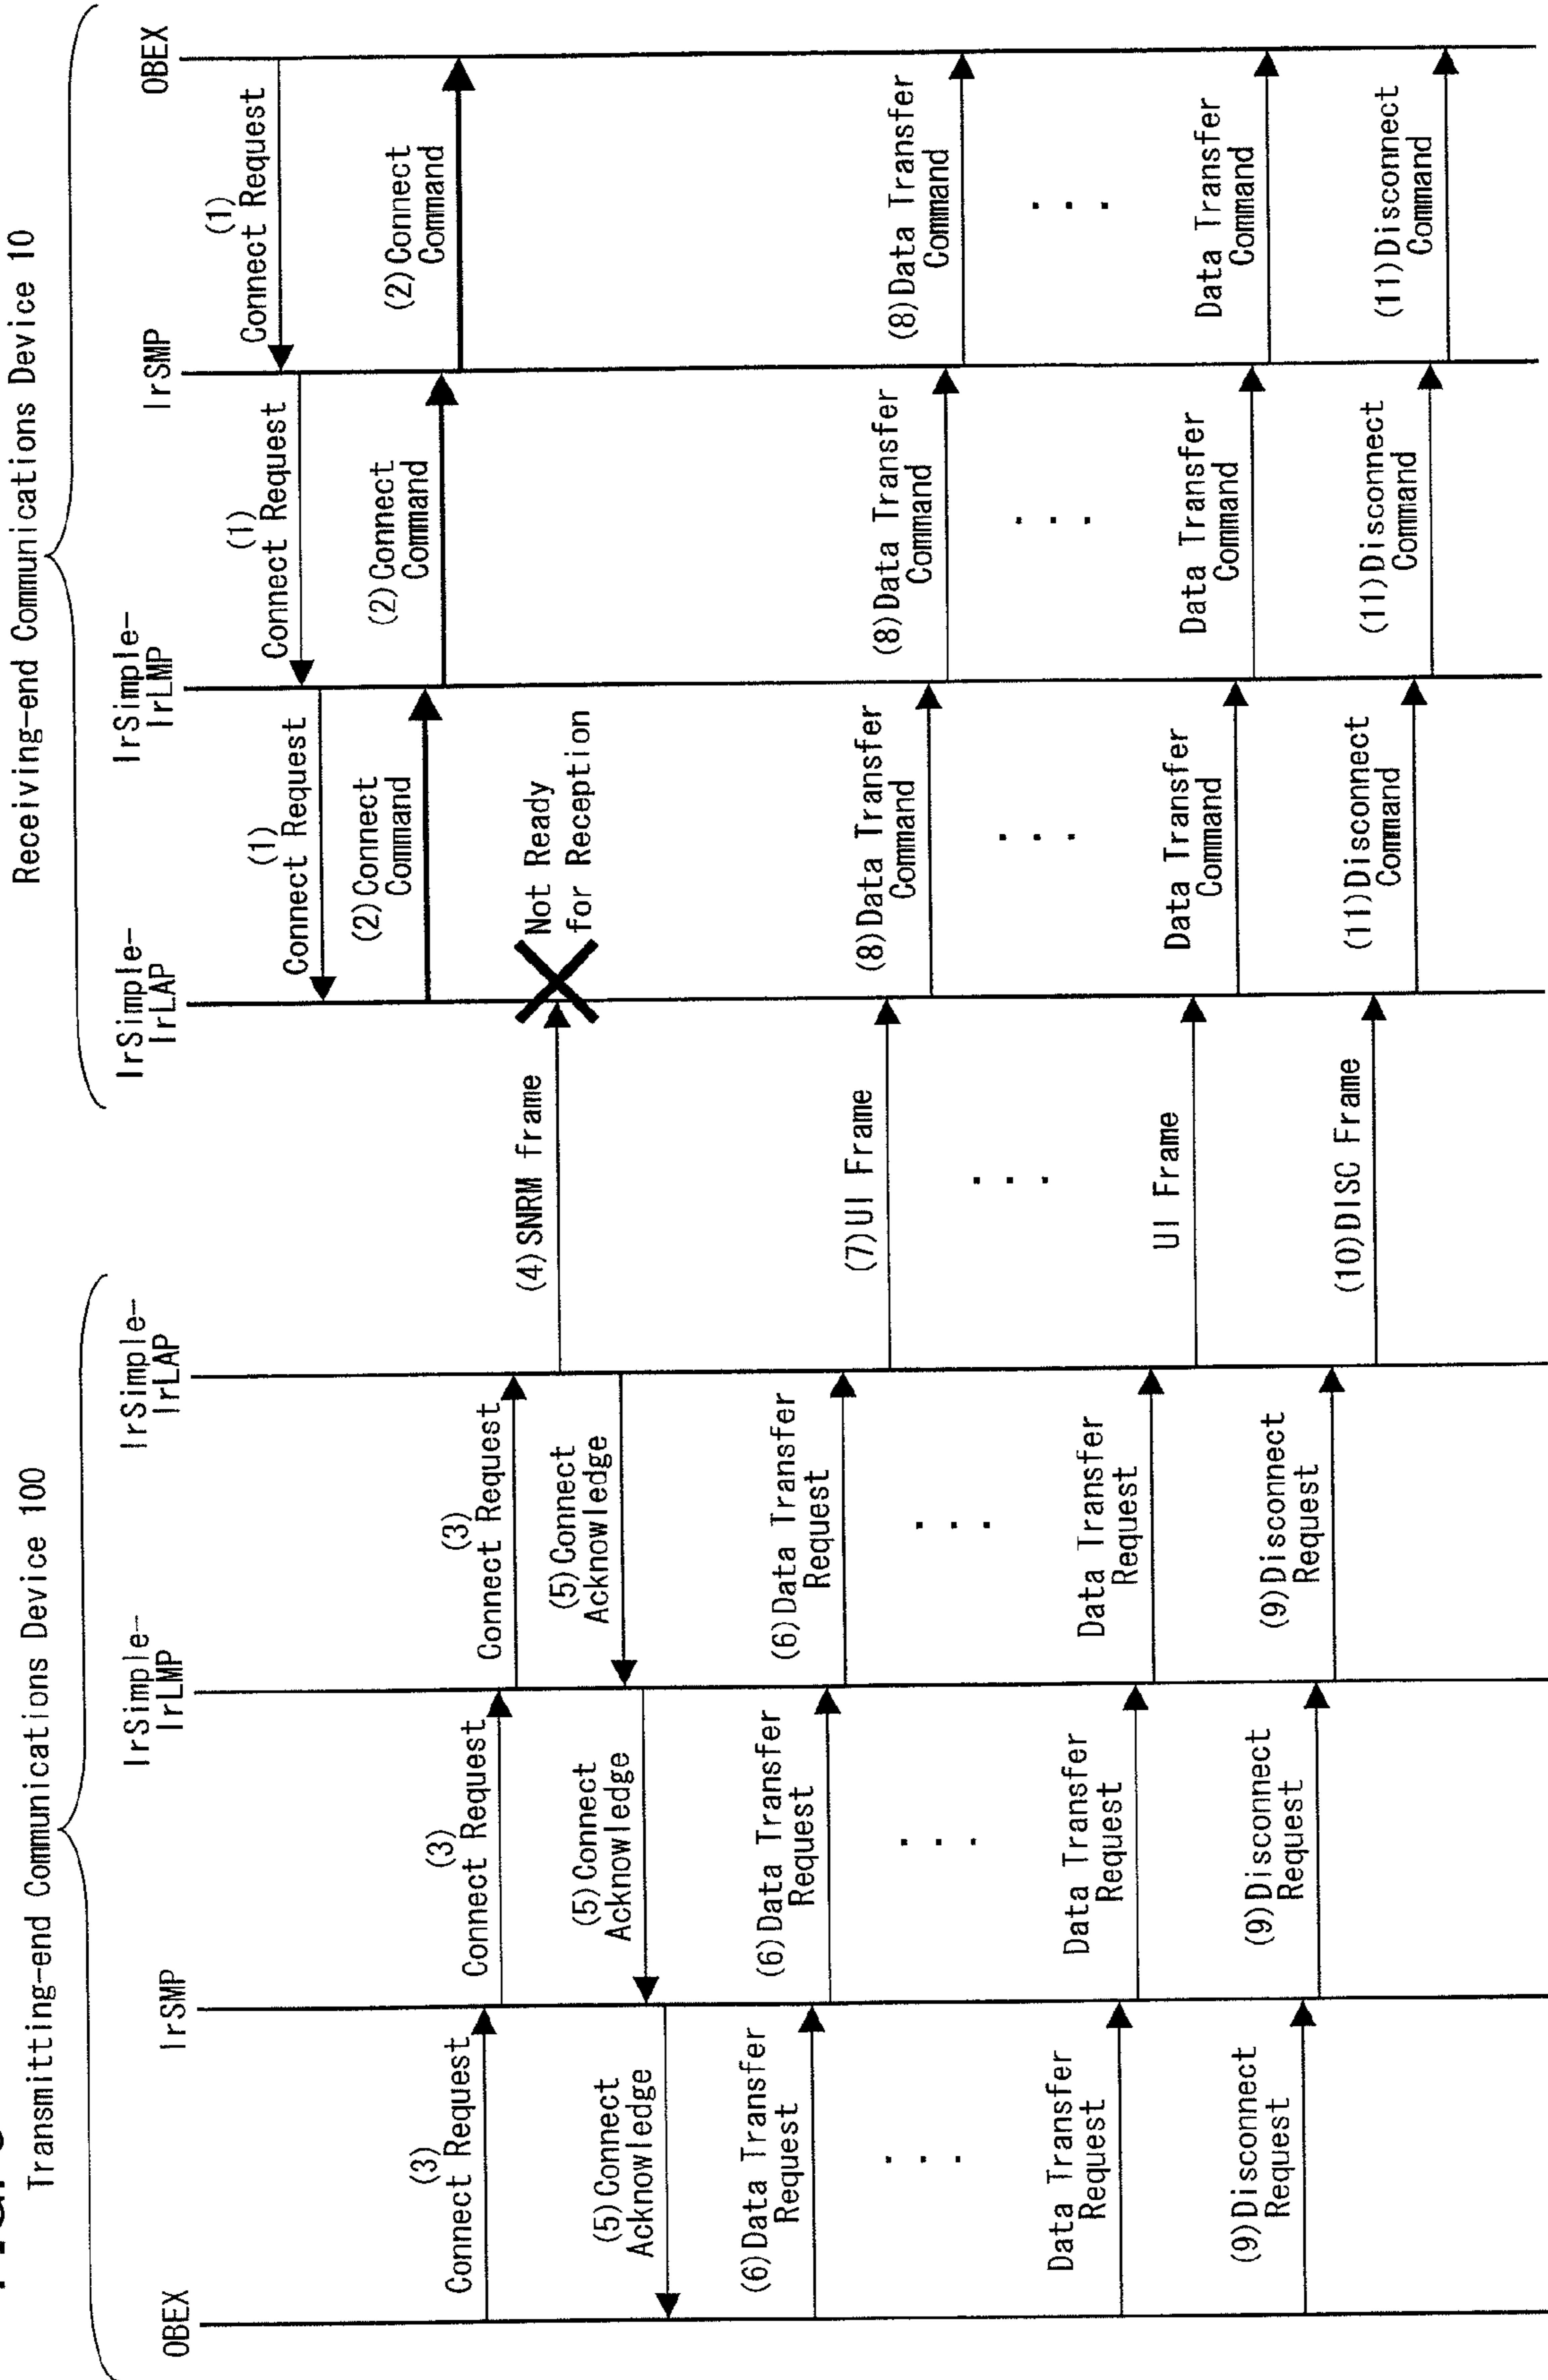 Transmitting-end Communications Device 100
Receiving-end Communications Device 10
OBEX
IrSMP
IrSimple-
IrLMP
IrSimple-
IrLAP
IrSimple-
IrLAP
IrSimple-
IrLMP
IrSMP
OBEX
(1)
Connect Request
(1)
Connect Request
(1)
Connect Request
(2)Connect
Command
(2)Connect
Command
(2)Connect
Command
(3)
Connect Request
(3)
Connect Request
(3)
Connect Request
(4)SNRM frame
Not Ready
for Reception
(5)Connect
Acknowledge
(5)Connect
Acknowledge
(5)Connect
Acknowledge
(6)Data Transfer
Request
(6)Data Transfer
Request
(6)Data Transfer
Request
(7)UI Frame
(8)Data Transfer
Command
(8)Data Transfer
Command
(8)Data Transfer
Command
. . .
. . .
. . .
. . .
. . .
. . .
. . .
Data Transfer
Request
Data Transfer
Request
Data Transfer
Request
UI Frame
Data Transfer
Command
Data Transfer
Command
Data Transfer
Command
(9)Disconnect
Request
(9)Disconnect
Request
(9)Disconnect
Request
(10)DISC Frame
(11)Disconnect
Command
(11)Disconnect
Command
(11)Disconnect
Command